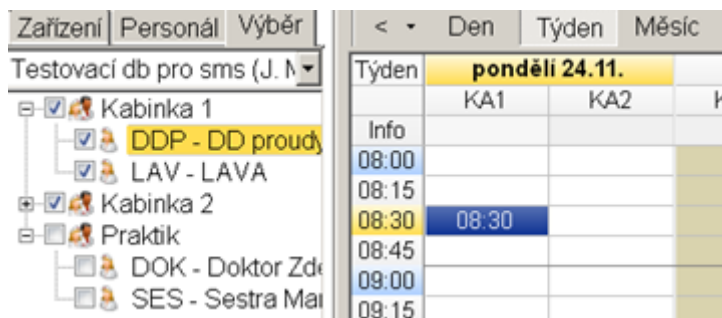 Zařízení Personál Výběr
Testovací db pro sms (J.
Kabinka 1
DDP - DD proudy
LAV - LAVA
Kabinka 2
Praktik
DOK - Doktor Zde
SES - Sestra Mar
< Den Týden Měsíc
Týden pondělí 24.11.
KA1 KA2
Info
08:00
08:15
08:30 08:30
08:45
09:00
09:15